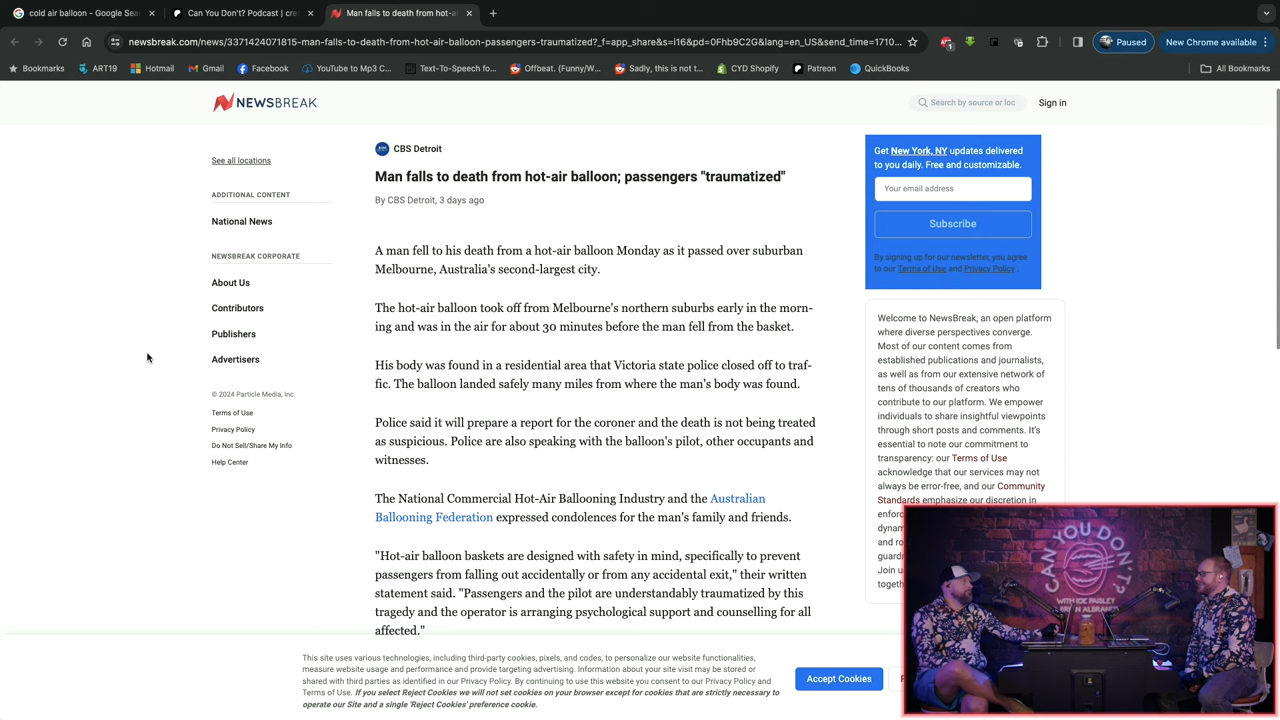 cold air balloon - Google Sea
Can You Don't? | cre
Man falls to death from hot-a
newsbreak.com/news/3371424071815-man-falls-to-death-from-hot-air-balloon-passengers-traumatized?_f=app_share&s=i16&pd=0Fhb9C2G&lang=en_US&send_time=1710...
Paused
New Chrome available
Bookmarks
ART19
Hotmail
Gmail
Facebook
YouTube to Mp3 C...
Text-To-Speech fo...
Offbeat. (Funny/W...
Sadly, this is not t...
CYD Shopify
Patreon
QuickBooks
All Bookmarks
NEWSBREAK
Search by source or loc
Sign in
See all locations
ADDITIONAL CONTENT
National News
NEWSBREAK CORPORATE
About Us
Contributors
Publishers
Advertisers
© 2024 Particle Media, Inc.
Terms of Use
Privacy Policy
Do Not Sell/Share My Info
Help Center
CBS Detroit
Man falls to death from hot-air balloon; passengers "traumatized"
By CBS Detroit, 3 days ago
A man fell to his death from a hot-air balloon Monday as it passed over suburban
Melbourne, Australia's second-largest city.
The hot-air balloon took off from Melbourne's northern suburbs early in the morn-
ing and was in the air for about 30 minutes before the man fell from the basket.
His body was found in a residential area that Victoria state police closed off to traf-
fic. The balloon landed safely many miles from where the man's body was found.
Police said it will prepare a report for the coroner and the death is not being treated
as suspicious. Police are also speaking with the balloon's pilot, other occupants and
witnesses.
The National Commercial Hot-Air Ballooning Industry and the Australian
Ballooning Federation expressed condolences for the man's family and friends.
"Hot-air balloon baskets are designed with safety in mind, specifically to prevent
passengers from falling out accidentally or from any accidental exit," their written
statement said. "Passengers and the pilot are understandably traumatized by this
tragedy and the operator is arranging psychological support and counselling for all
affected."
Get New York, NY updates delivered
to you daily. Free and customizable.
Your email address
Subscribe
By signing up for our newsletter, you agree
to our Terms of Use and Privacy Policy .
Welcome to NewsBreak, an open platform
where diverse perspectives converge.
Most of our content comes from
established publications and journalists,
as well as from our extensive network of
tens of thousands of creators who
contribute to our platform. We empower
individuals to share insightful viewpoints
through short posts and comments. It's
essential to note our commitment to
transparency: our Terms of Use
acknowledge that our services may not
always be error-free, and our Community
Standards emphasize our discretion in
enforc
dynam
and ro
guardr
Join u
togeth
CAN YOU DON'T?
WITH JOE PAISLEY
BRYAN ALBRAND
This site uses various technologies, including third-party cookies, pixels, and codes, to personalize our website functionalities,
measure website usage and performance and provide targeting advertising. Information about your site visit may be stored or
shared with third parties as identified in our Privacy Policy. By continuing to use this website you consent to our Privacy Policy and
Terms of Use. If you select Reject Cookies we will not set cookies on your browser except for cookies that are strictly necessary to
operate our Site and a single 'Reject Cookies' preference cookie.
Accept Cookies